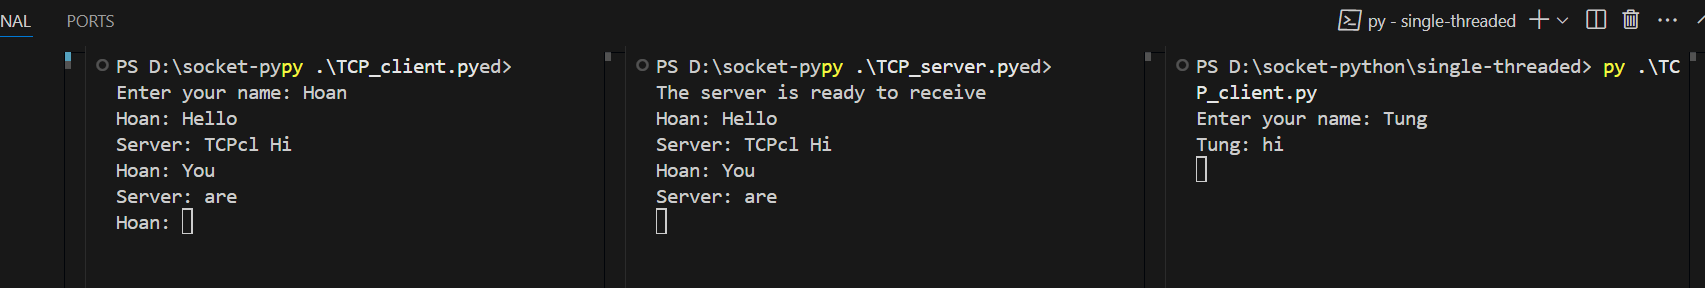 NAL PORTS py - single-threaded
PS D:\socket-pypy .\TCP_client.pyed>
Enter your name: Hoan
Hoan: Hello
Server: TCPcl Hi
Hoan: You
Server: are
Hoan:
PS D:\socket-pypy .\TCP_server.pyed>
The server is ready to receive
Hoan: Hello
Server: TCPcl Hi
Hoan: You
Server: are
PS D:\socket-python\single-threaded> py .\TC
P_client.py
Enter your name: Tung
Tung: hi